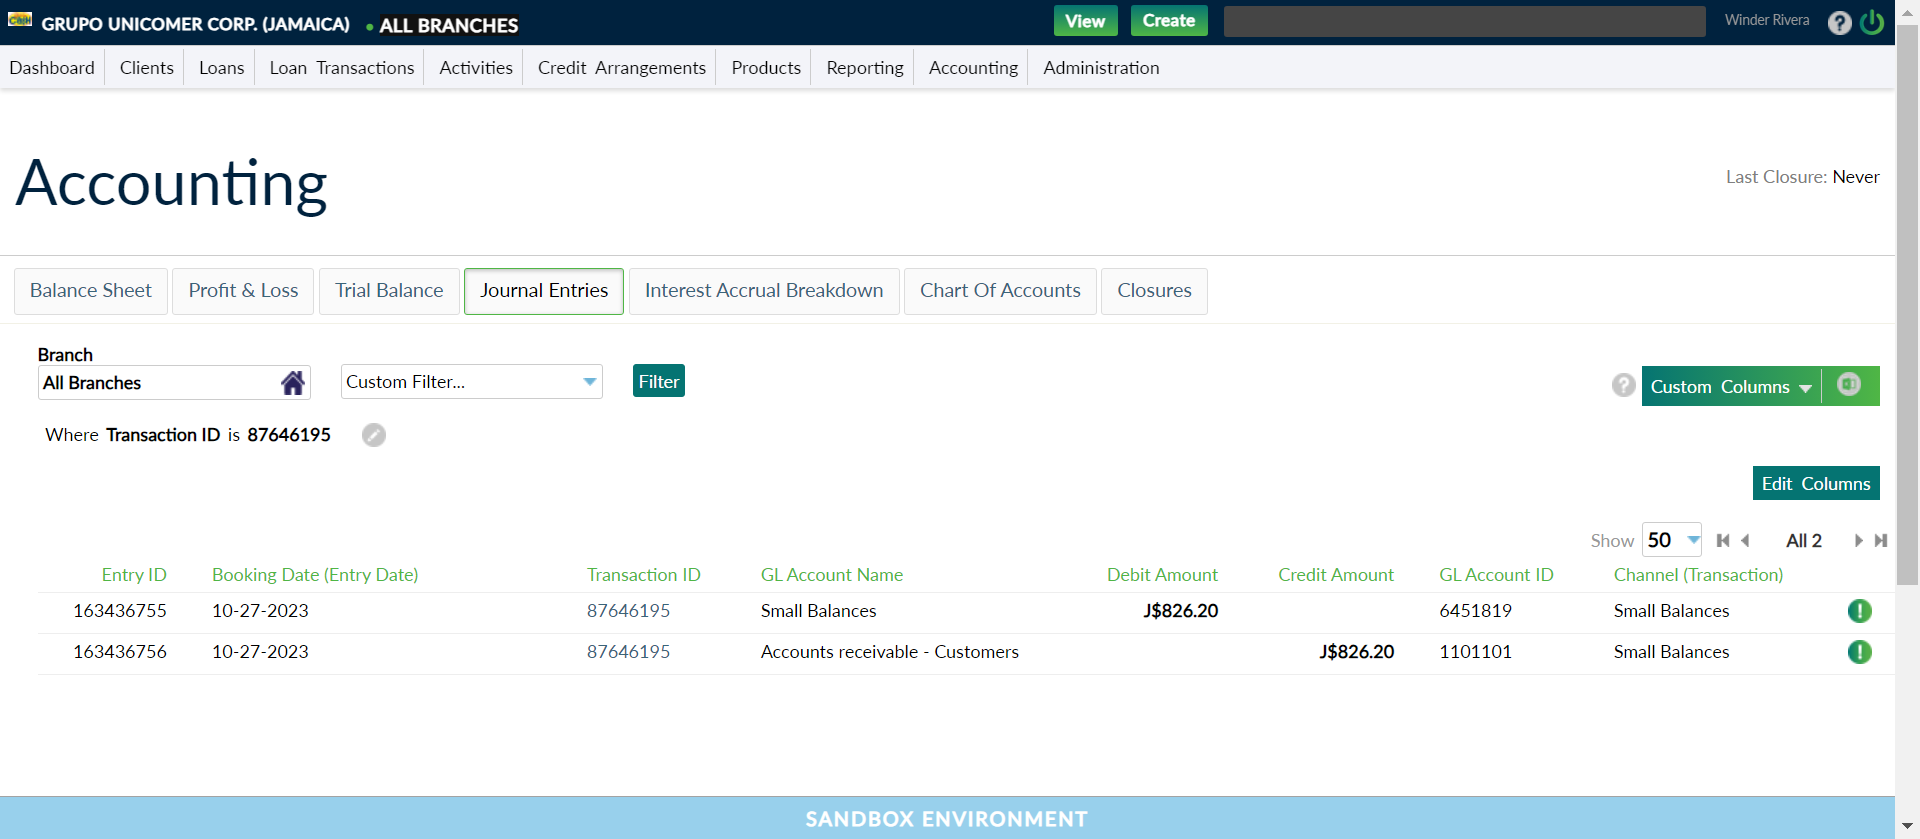 Cash
GRUPO UNICOMER CORP. (JAMAICA) ● ALL BRANCHES View Create Winder Rivera ?
Dashboard Clients Loans Loan Transactions Activities Credit Arrangements Products Reporting Accounting Administration
Accounting
Last Closure: Never
Balance Sheet Profit & Loss Trial Balance Journal Entries Interest Accrual Breakdown Chart Of Accounts Closures
Branch
All Branches Custom Filter... Filter ? Custom Columns
Where Transaction ID is 87646195
Edit Columns
Show 50 All 2
Entry ID Booking Date (Entry Date) Transaction ID GL Account Name Debit Amount Credit Amount GL Account ID Channel (Transaction)
163436755 10-27-2023 87646195 Small Balances J$826.20 6451819 Small Balances !
163436756 10-27-2023 87646195 Accounts receivable - Customers J$826.20 1101101 Small Balances !
SANDBOX ENVIRONMENT